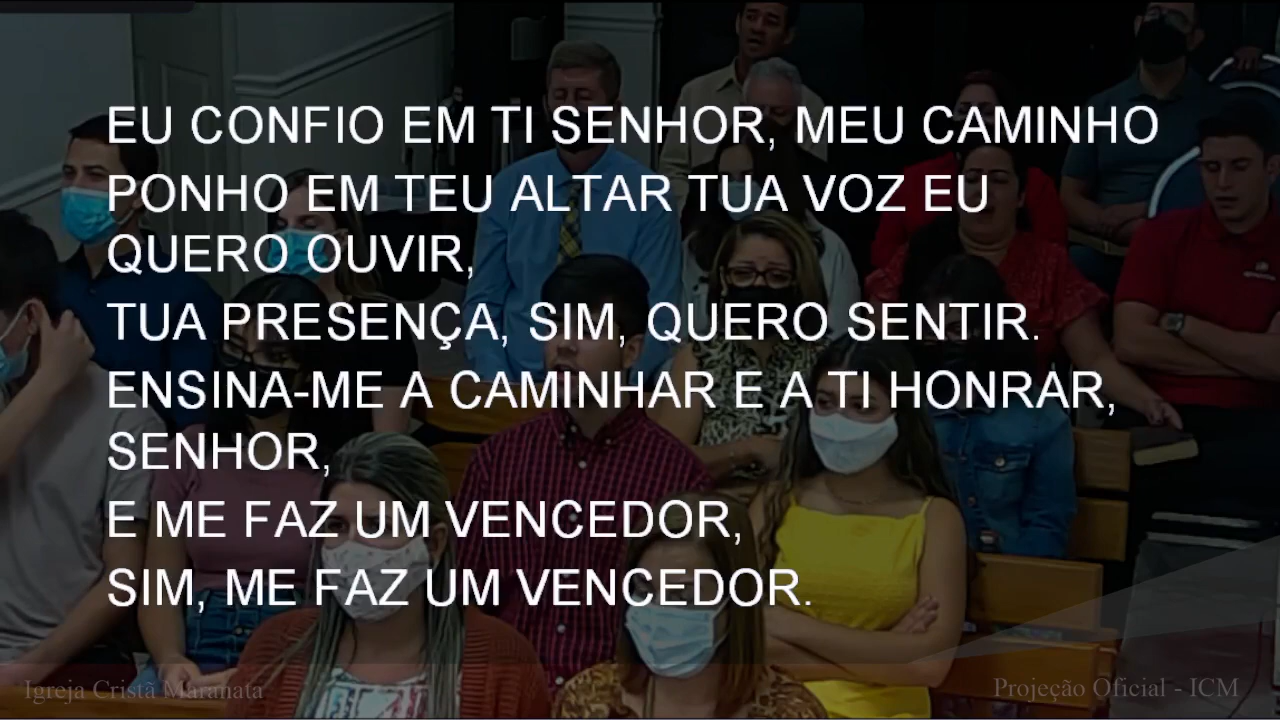 EU CONFIO EM TI SENHOR, MEU CAMINHO
PONHO EM TEU ALTAR TUA VOZ EU
QUERO OUVIR,
TUA PRESENÇA, SIM, QUERO SENTIR.
ENSINA-ME A CAMINHAR E A TI HONRAR,
SENHOR,
E ME FAZ UM VENCEDOR,
SIM, ME FAZ UM VENCEDOR.
Igreja Cristã Maranata
Projeção Oficial - ICM